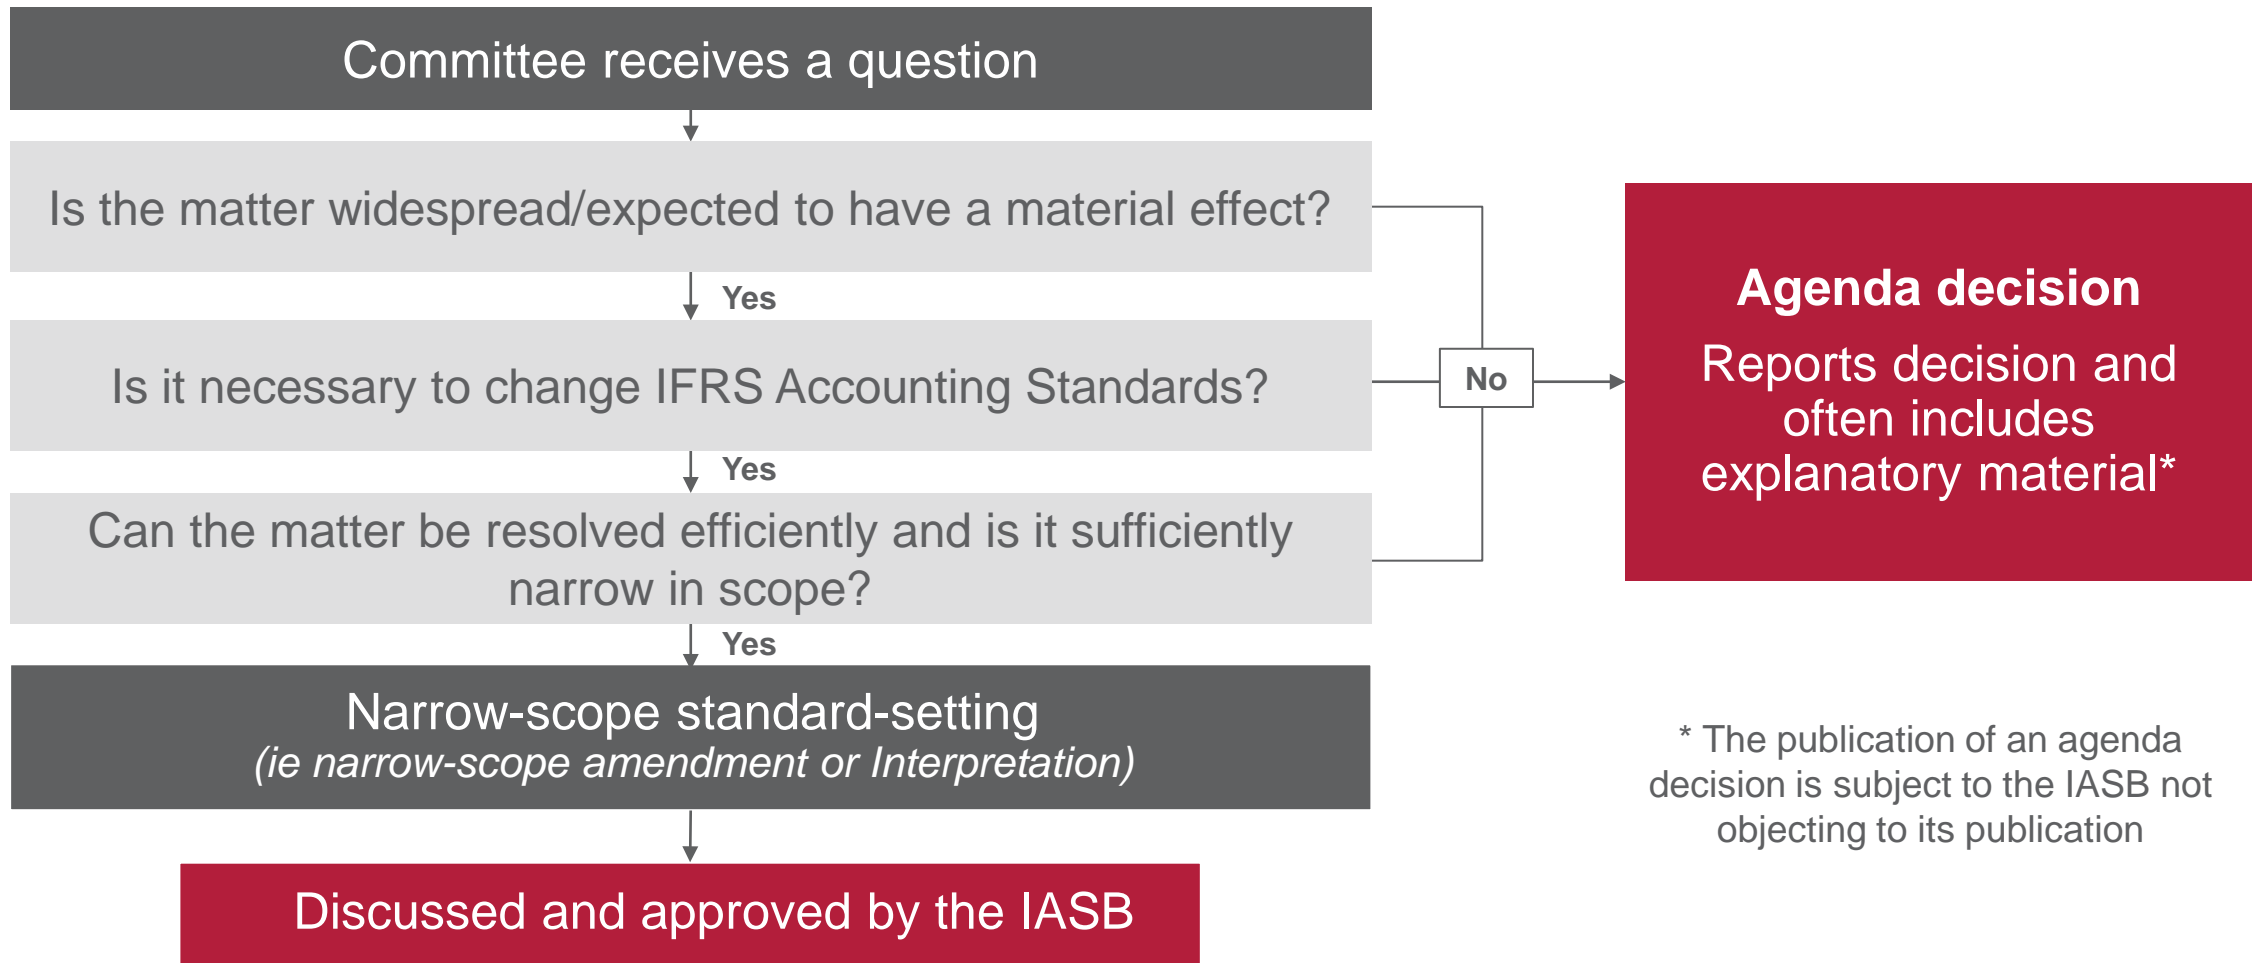 Committee receives a question
Is the matter widespread/expected to have a material effect?
Yes
Is it necessary to change IFRS Accounting Standards?
Yes
Can the matter be resolved efficiently and is it sufficiently
narrow in scope?
Yes
Narrow-scope standard-setting
(ie narrow-scope amendment or Interpretation)
Discussed and approved by the IASB
No
Agenda decision
Reports decision and
often includes
explanatory material*
* The publication of an agenda
decision is subject to the IASB not
objecting to its publication